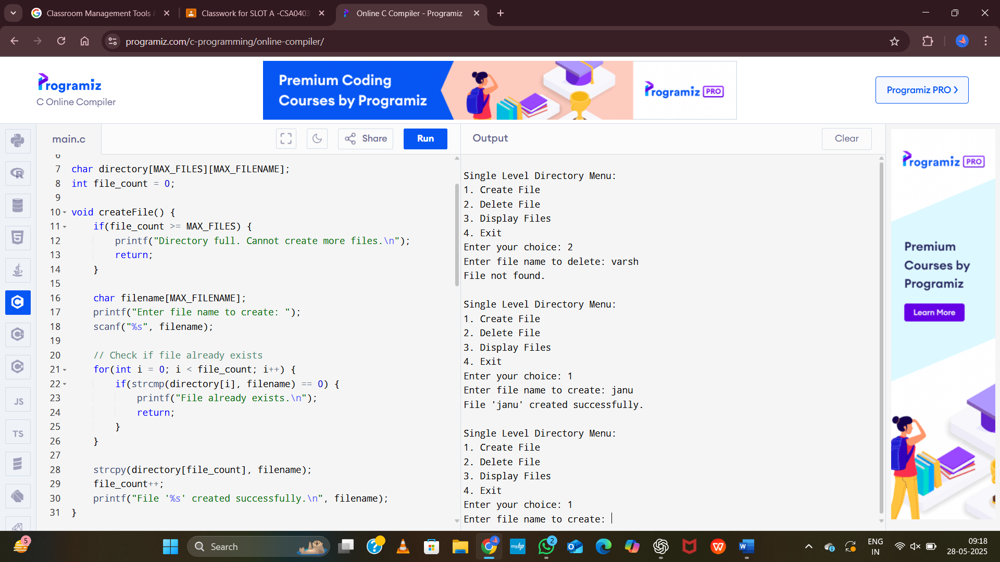 Classroom Management Tools &
Classwork for SLOT A -CSA0403
Online C Compiler - Programiz
programiz.com/c-programming/online-compiler/
Programiz
C Online Compiler
Premium Coding
Courses by Programiz
Programiz PRO
Programiz PRO
main.c
Share
Run
Output
Clear
6
7 char directory[MAX_FILES][MAX_FILENAME];
8 int file_count = 0;
9
10 void createFile() {
11 if(file_count >= MAX_FILES) {
12 printf("Directory full. Cannot create more files.\n");
13 return;
14 }
15
16 char filename[MAX_FILENAME];
17 printf("Enter file name to create: ");
18 scanf("%s", filename);
19
20 // Check if file already exists
21 for(int i = 0; i < file_count; i++) {
22 if(strcmp(directory[i], filename) == 0) {
23 printf("File already exists.\n");
24 return;
25 }
26 }
27
28 strcpy(directory[file_count], filename);
29 file_count++;
30 printf("File '%s' created successfully.\n", filename);
31 }
Single Level Directory Menu:
1. Create File
2. Delete File
3. Display Files
4. Exit
Enter your choice: 2
Enter file name to delete: varsh
File not found.
Single Level Directory Menu:
1. Create File
2. Delete File
3. Display Files
4. Exit
Enter your choice: 1
Enter file name to create: janu
File 'janu' created successfully.
Single Level Directory Menu:
1. Create File
2. Delete File
3. Display Files
4. Exit
Enter your choice: 1
Enter file name to create:
Programiz PRO
Premium
Courses by
Programiz
Learn More
JS
TS
5
Search
myhp
2
ENG
IN
09:18
28-05-2025